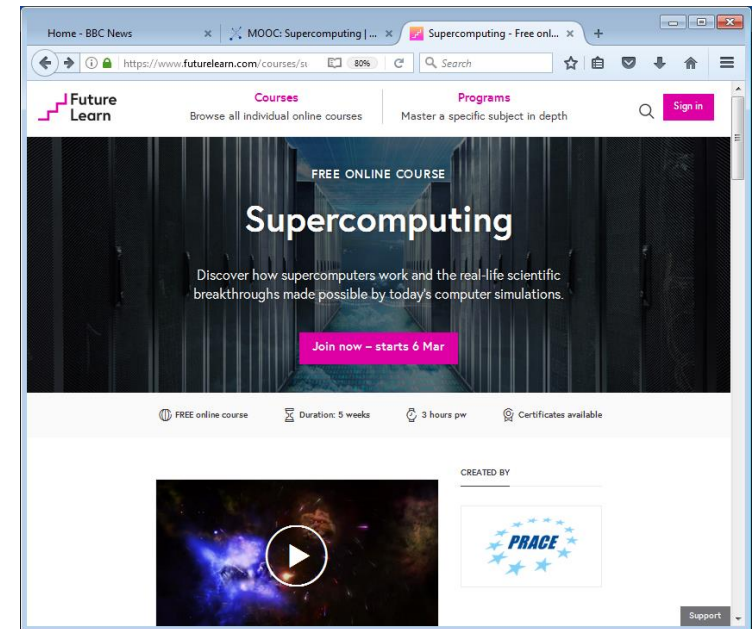 Home - BBC News
MOOC: Supercomputing | ...
Supercomputing - Free onl...
https://www.futurelearn.com/courses/su
80%
Search
Future
Learn
Courses
Browse all individual online courses
Programs
Master a specific subject in depth
Sign in
FREE ONLINE COURSE
Supercomputing
Discover how supercomputers work and the real-life scientific
breakthroughs made possible by today's computer simulations.
Join now – starts 6 Mar
FREE online course
Duration: 5 weeks
3 hours pw
Certificates available
CREATED BY
PRACE
Support